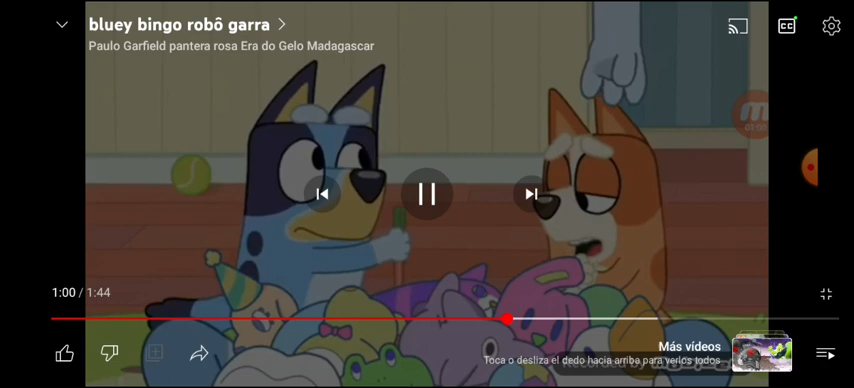 bluey bingo robô garra
Paulo Garfield pantera rosa Era do Gelo Madagascar
CC
1:00 / 1:44
Más vídeos
Toca o desliza el dedo hacia arriba para verlos todos